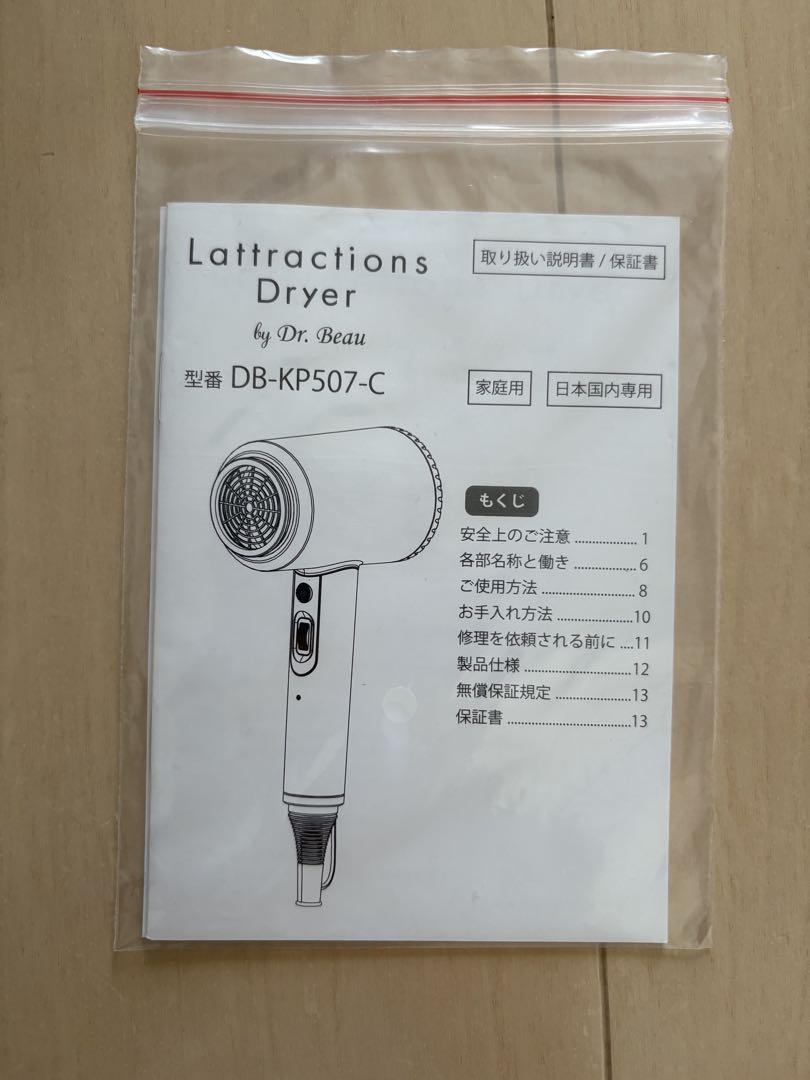 Lattractions
Dryer
by Dr. Beau
取り扱い説明書 / 保証書
型番 DB-KP507-C
家庭用
日本国内専用
もくじ
安全上のご注意 .................. 1
各部名称と働き .................. 6
ご使用方法 ........................... 8
お手入れ方法 ......................10
修理を依頼される前に ....11
製品仕様 ...............................12
無償保証規定 ......................13
保証書 ...................................13